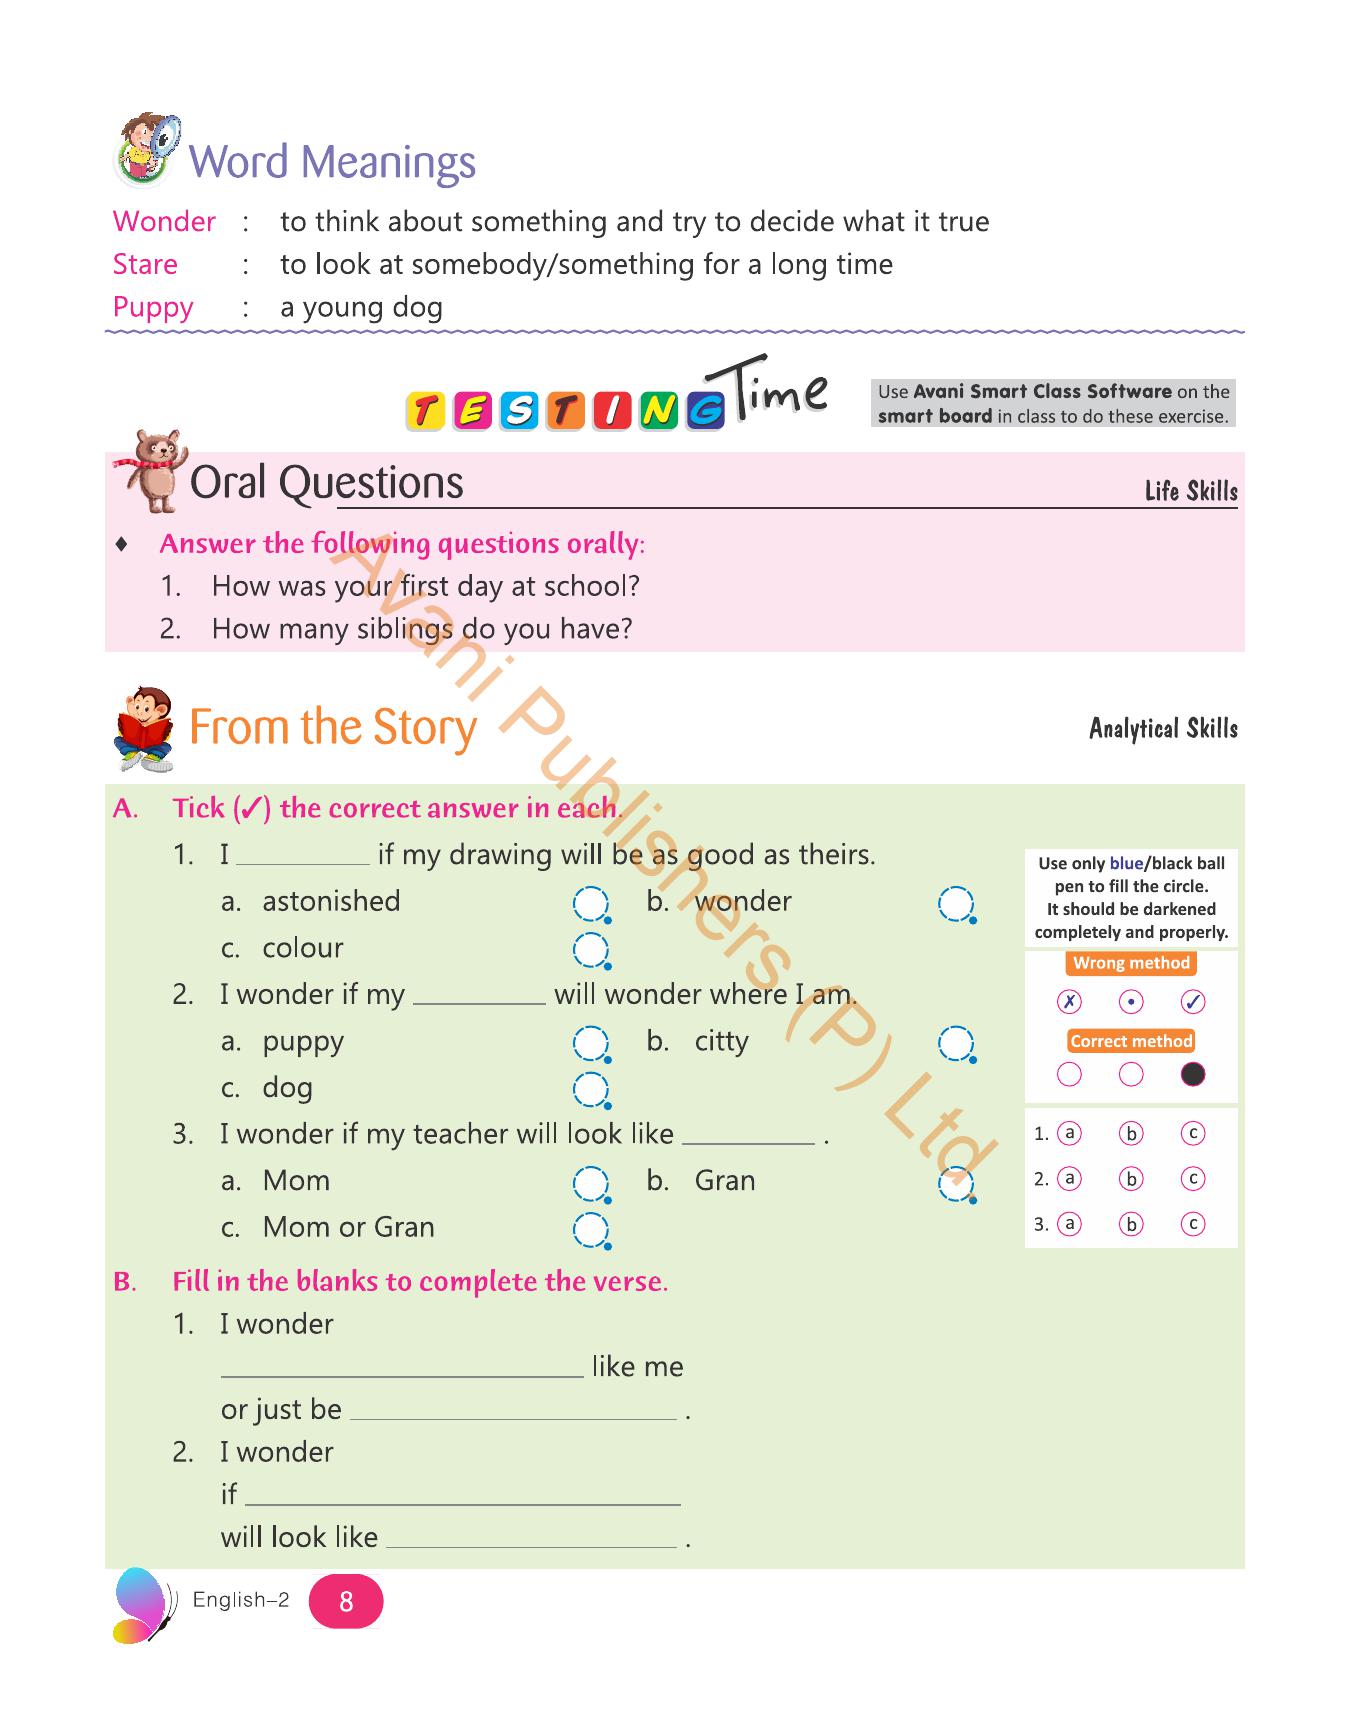 Word Meanings
Wonder : to think about something and try to decide what it true
Stare : to look at somebody/something for a long time
Puppy : a young dog
TESTING Time
Use Avani Smart Class Software on the
smart board in class to do these exercise.
Oral Questions
Life Skills
♦ Answer the following questions orally:
1. How was your first day at school?
2. How many siblings do you have?
From the Story
Analytical Skills
A. Tick (✓) the correct answer in each.
1. I __________ if my drawing will be as good as theirs.
a. astonished b. wonder
c. colour
2. I wonder if my __________ will wonder where I am.
a. puppy b. citty
c. dog
3. I wonder if my teacher will look like __________ .
a. Mom b. Gran
c. Mom or Gran
Use only blue/black ball
pen to fill the circle.
It should be darkened
completely and properly.
Wrong method
✗ • ✓
Correct method
1. a b c
2. a b c
3. a b c
B. Fill in the blanks to complete the verse.
1. I wonder
__________ like me
or just be __________ .
2. I wonder
if __________
will look like __________ .
English–2 8
Avani Publishers (P) Ltd.